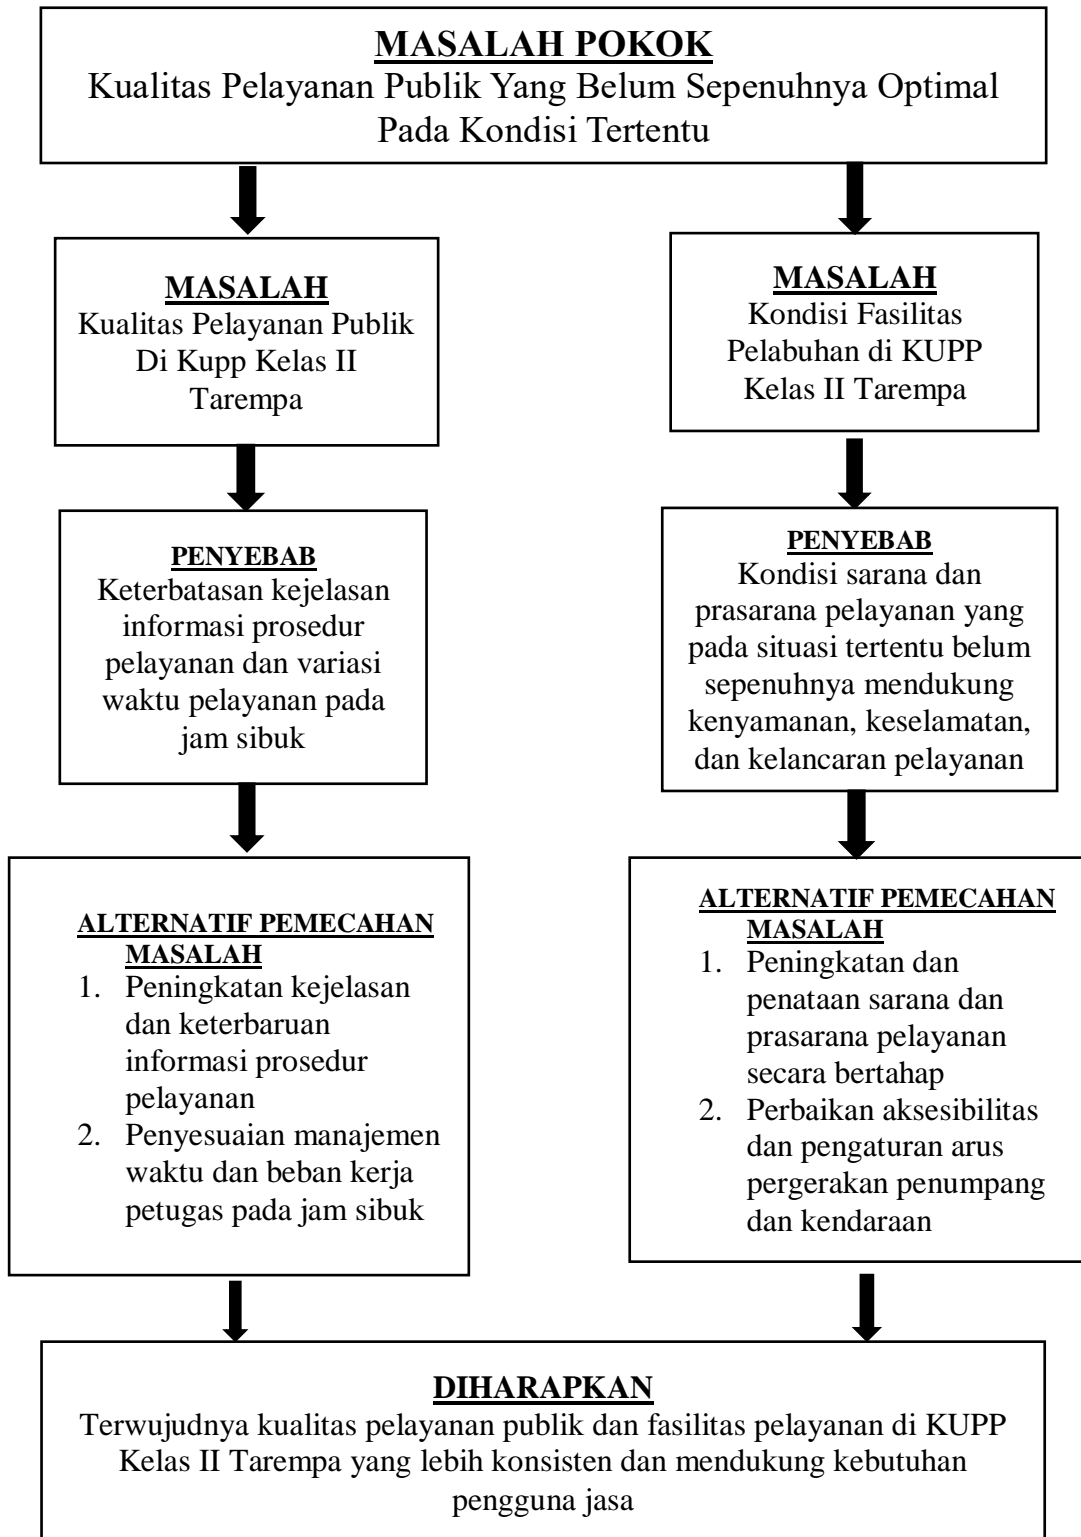 MASALAH POKOK
Kualitas Pelayanan Publik Yang Belum Sepenuhnya Optimal
Pada Kondisi Tertentu
MASALAH
Kualitas Pelayanan Publik
Di Kupp Kelas II
Tarempa
MASALAH
Kondisi Fasilitas
Pelabuhan di KUPP
Kelas II Tarempa
PENYEBAB
Keterbatasan kejelasan
informasi prosedur
pelayanan dan variasi
waktu pelayanan pada
jam sibuk
PENYEBAB
Kondisi sarana dan
prasarana pelayanan yang
pada situasi tertentu belum
sepenuhnya mendukung
kenyamanan, keselamatan,
dan kelancaran pelayanan
ALTERNATIF PEMECAHAN
MASALAH
1. Peningkatan kejelasan
dan keterbaruan
informasi prosedur
pelayanan
2. Penyesuaian manajemen
waktu dan beban kerja
petugas pada jam sibuk
ALTERNATIF PEMECAHAN
MASALAH
1. Peningkatan dan
penataan sarana dan
prasarana pelayanan
secara bertahap
2. Perbaikan aksesibilitas
dan pengaturan arus
pergerakan penumpang
dan kendaraan
DIHARAPKAN
Terwujudnya kualitas pelayanan publik dan fasilitas pelayanan di KUPP
Kelas II Tarempa yang lebih konsisten dan mendukung kebutuhan
pengguna jasa